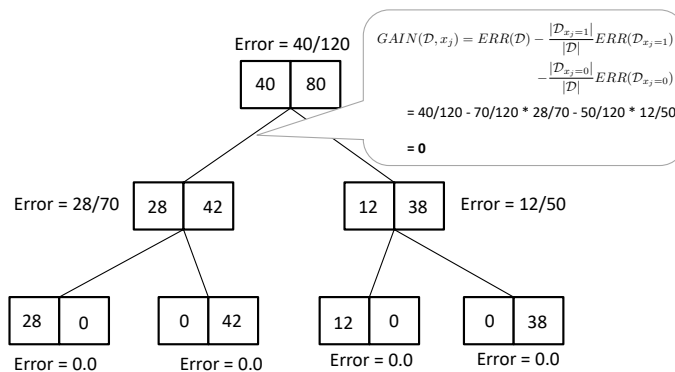 Error = 40/120
40 80
GAIN(𝒟, x_j) = ERR(𝒟) − |𝒟_{x_j=1}| / |𝒟| ERR(𝒟_{x_j=1})
− |𝒟_{x_j=0}| / |𝒟| ERR(𝒟_{x_j=0})
= 40/120 - 70/120 * 28/70 - 50/120 * 12/50
= 0
Error = 28/70
28 42
12 38
Error = 12/50
28 0
0 42
12 0
0 38
Error = 0.0
Error = 0.0
Error = 0.0
Error = 0.0